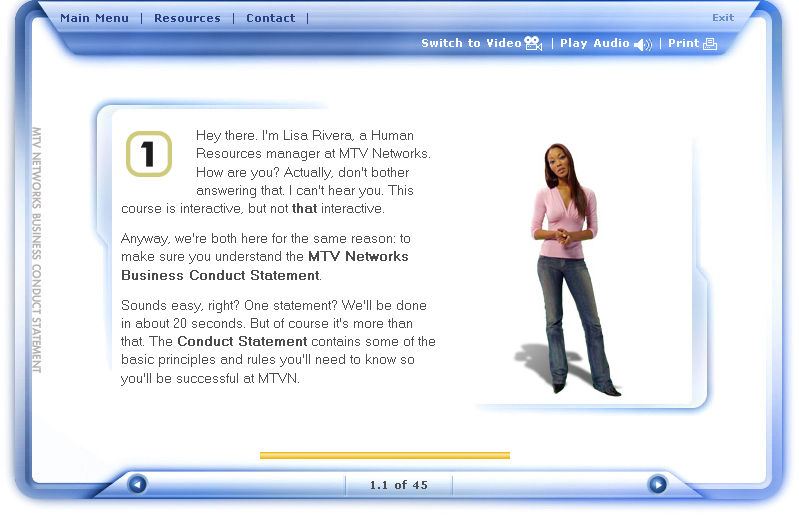 Main Menu | Resources | Contact |
Exit
Switch to Video | Play Audio | Print
MTV NETWORKS BUSINESS CONDUCT STATEMENT
1
Hey there. I'm Lisa Rivera, a Human
Resources manager at MTV Networks.
How are you? Actually, don't bother
answering that. I can't hear you. This
course is interactive, but not that interactive.
Anyway, we're both here for the same reason: to
make sure you understand the MTV Networks
Business Conduct Statement.
Sounds easy, right? One statement? We'll be done
in about 20 seconds. But of course it's more than
that. The Conduct Statement contains some of the
basic principles and rules you'll need to know so
you'll be successful at MTVN.
1.1 of 45